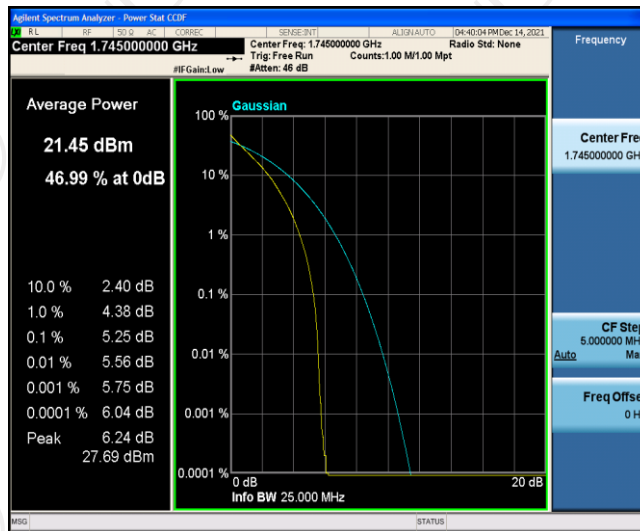 Agilent Spectrum Analyzer - Power Stat CCDF
RL RF 50 Ω AC CORREC SENSE:INT ALIGNAUTO 04:40:04 PM Dec 14, 2021
Center Freq 1.745000000 GHz
Center Freq: 1.745000000 GHz Radio Std: None
Trig: Free Run Counts:1.00 M/1.00 Mpt
#IFGain:Low #Atten: 46 dB
Frequency
Average Power
21.45 dBm
46.99 % at 0dB
10.0 % 2.40 dB
1.0 % 4.38 dB
0.1 % 5.25 dB
0.01 % 5.56 dB
0.001 % 5.75 dB
0.0001 % 6.04 dB
Peak 6.24 dB
27.69 dBm
Gaussian
100 %
10 %
1 %
0.1 %
0.01 %
0.001 %
0.0001 %
0 dB 20 dB
Info BW 25.000 MHz
Center Fre
1.745000000 GH
CF Step
5.000000 MH
Auto Ma
Freq Offse
0 H
MSG STATUS